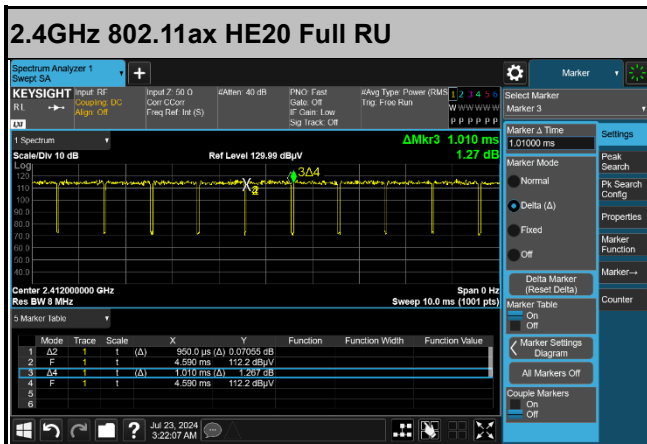 2.4GHz 802.11ax HE20 Full RU
Spectrum Analyzer 1
Swept SA
Marker
KEYSIGHT
RL
LXI
Input: RF
Coupling: DC
Align: Off
Input Z: 50 Ω
Corr CCorr
Freq Ref: Int (S)
#Atten: 40 dB
PNO: Fast
Gate: Off
IF Gain: Low
Sig Track: Off
#Avg Type: Power (RMS
Trig: Free Run
1 2 3 4 5 6
W W W W W W
P P P P P P
Select Marker
Marker 3
1 Spectrum
Scale/Div 10 dB
Ref Level 129.99 dBµV
ΔMkr3 1.010 ms
1.27 dB
Log
120
110
100
90.0
80.0
70.0
60.0
50.0
40.0
3Δ4
X
2
Center 2.412000000 GHz
Res BW 8 MHz
Span 0 Hz
Sweep 10.0 ms (1001 pts)
5 Marker Table
Mode Trace Scale X Y Function Function Width Function Value
1 Δ2 1 t (Δ) 950.0 µs (Δ) 0.07055 dB
2 F 1 t 4.590 ms 112.2 dBµV
3 Δ4 1 t (Δ) 1.010 ms (Δ) 1.267 dB
4 F 1 t 4.590 ms 112.2 dBµV
5
6
Marker Δ Time
1.01000 ms
Marker Mode
Normal
Delta (Δ)
Fixed
Off
Delta Marker
(Reset Delta)
Marker Table
On
Off
Marker Settings
Diagram
All Markers Off
Couple Markers
On
Off
Settings
Peak
Search
Pk Search
Config
Properties
Marker
Function
Marker→
Counter
?
Jul 23, 2024
3:22:07 AM